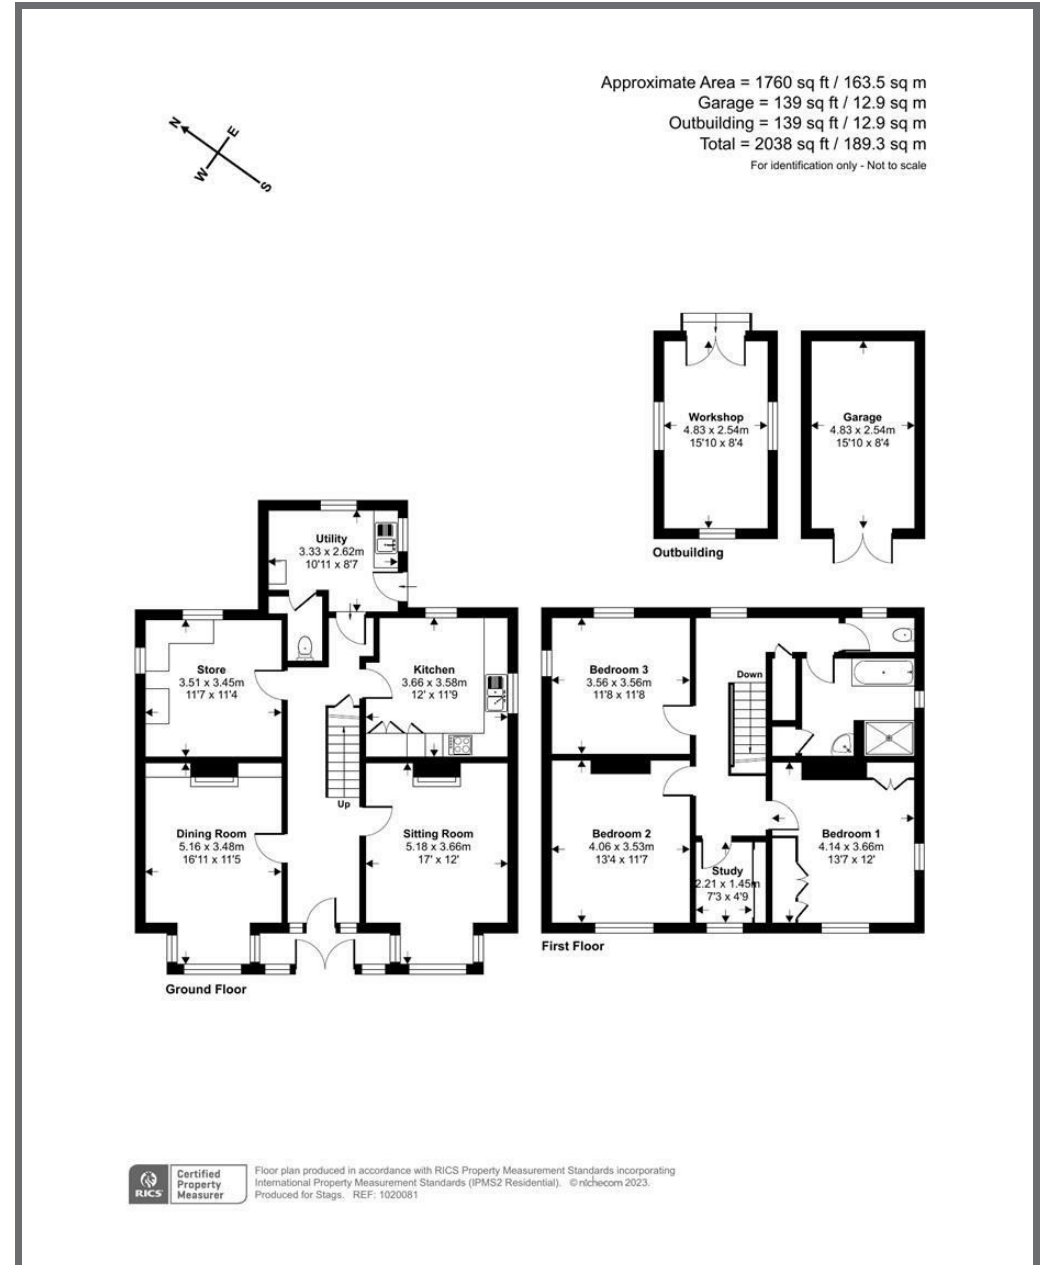 Approximate Area = 1760 sq ft / 163.5 sq m
Garage = 139 sq ft / 12.9 sq m
Outbuilding = 139 sq ft / 12.9 sq m
Total = 2038 sq ft / 189.3 sq m
For identification only - Not to scale
N
E
W
S
Workshop
4.83 x 2.54m
15'10 x 8'4
Garage
4.83 x 2.54m
15'10 x 8'4
Outbuilding
Utility
3.33 x 2.62m
10'11 x 8'7
Store
3.51 x 3.45m
11'7 x 11'4
Kitchen
3.66 x 3.58m
12' x 11'9
Up
Dining Room
5.16 x 3.48m
16'11 x 11'5
Sitting Room
5.18 x 3.66m
17' x 12'
Ground Floor
Bedroom 3
3.56 x 3.56m
11'8 x 11'8
Down
Bedroom 2
4.06 x 3.53m
13'4 x 11'7
Study
2.21 x 1.45m
7'3 x 4'9
Bedroom 1
4.14 x 3.66m
13'7 x 12'
First Floor
RICS
Certified
Property
Measurer
Floor plan produced in accordance with RICS Property Measurement Standards incorporating
International Property Measurement Standards (IPMS2 Residential). © nichecom 2023.
Produced for Stags. REF: 1020081